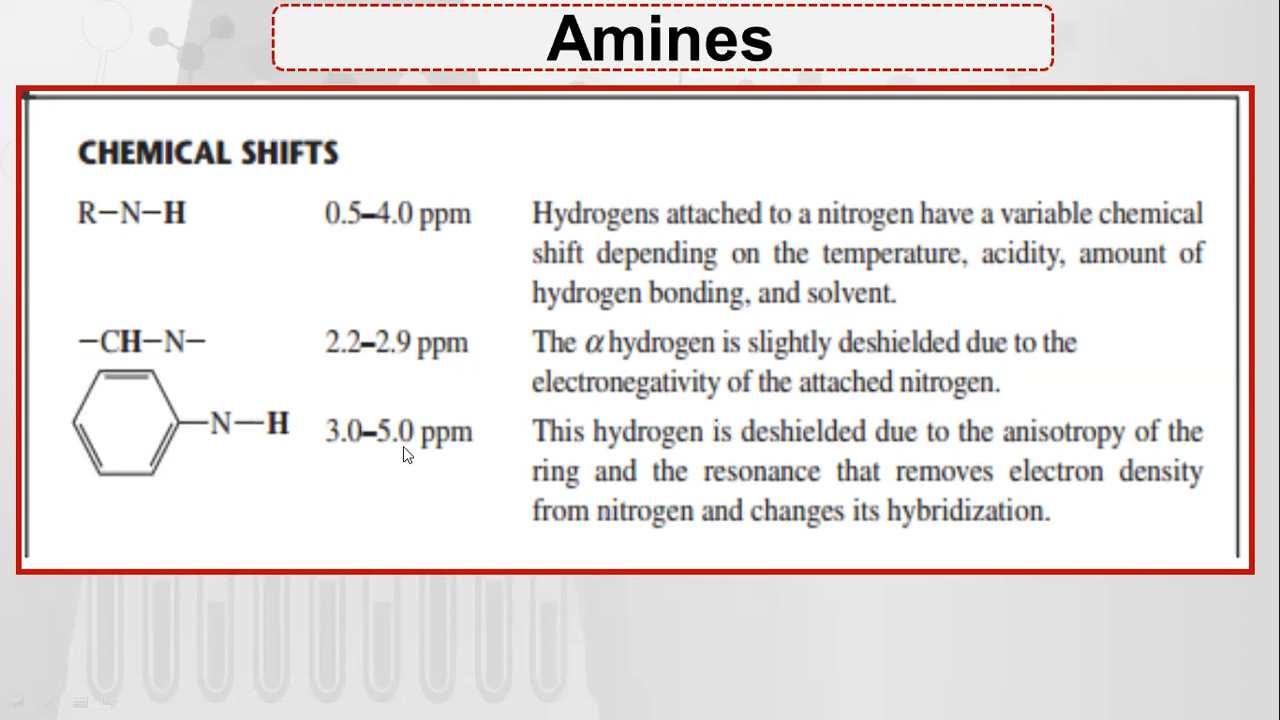 Amines
CHEMICAL SHIFTS
R–N–H 0.5–4.0 ppm Hydrogens attached to a nitrogen have a variable chemical
shift depending on the temperature, acidity, amount of
hydrogen bonding, and solvent.
–CH–N– 2.2–2.9 ppm The α hydrogen is slightly deshielded due to the
electronegativity of the attached nitrogen.
–N–H 3.0–5.0 ppm This hydrogen is deshielded due to the anisotropy of the
ring and the resonance that removes electron density
from nitrogen and changes its hybridization.